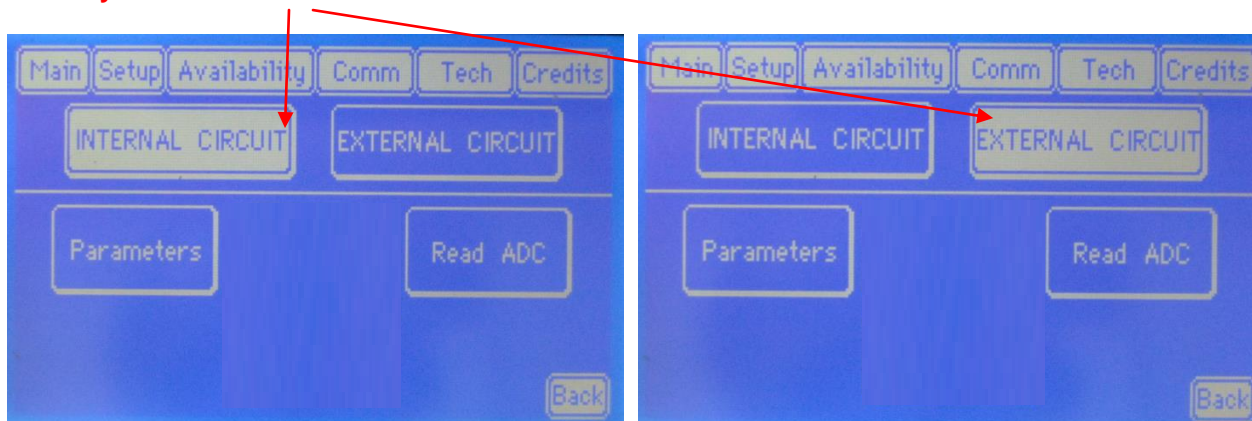 Main Setup Availability Comm Tech Credits
INTERNAL CIRCUIT EXTERNAL CIRCUIT
Parameters Read ADC
Back
Main Setup Availability Comm Tech Credits
INTERNAL CIRCUIT EXTERNAL CIRCUIT
Parameters Read ADC
Back